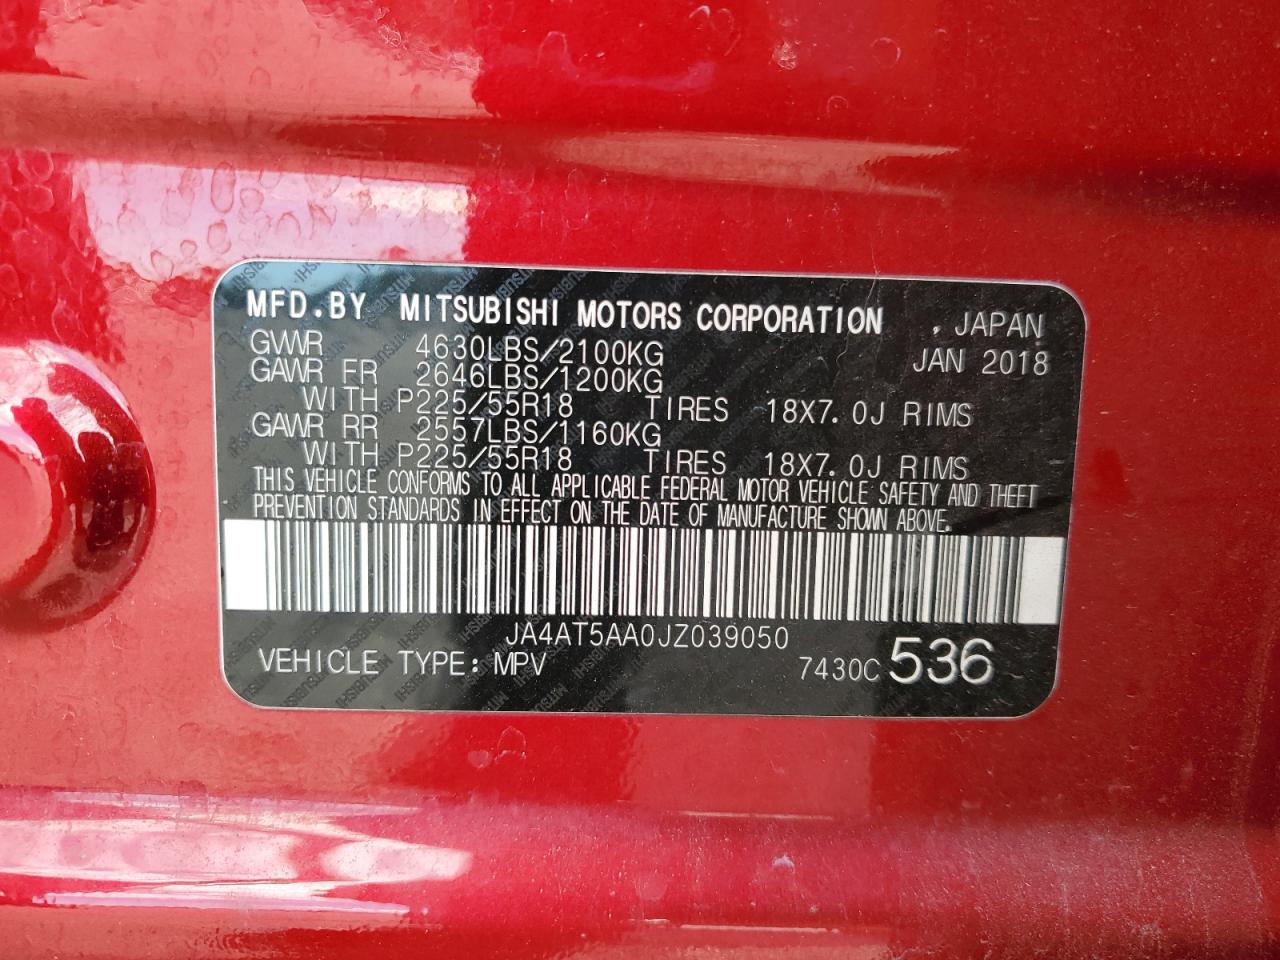 MFD.BY MITSUBISHI MOTORS CORPORATION , JAPAN
GVWR 4630LBS/2100KG JAN 2018
GAWR FR 2646LBS/1200KG
WITH P225/55R18 TIRES 18X7.0J RIMS
GAWR RR 2557LBS/1160KG
WITH P225/55R18 TIRES 18X7.0J RIMS
THIS VEHICLE CONFORMS TO ALL APPLICABLE FEDERAL MOTOR VEHICLE SAFETY AND THEFT
PREVENTION STANDARDS IN EFFECT ON THE DATE OF MANUFACTURE SHOWN ABOVE.
JA4AT5AA0JZ039050
VEHICLE TYPE: MPV 7430C 536